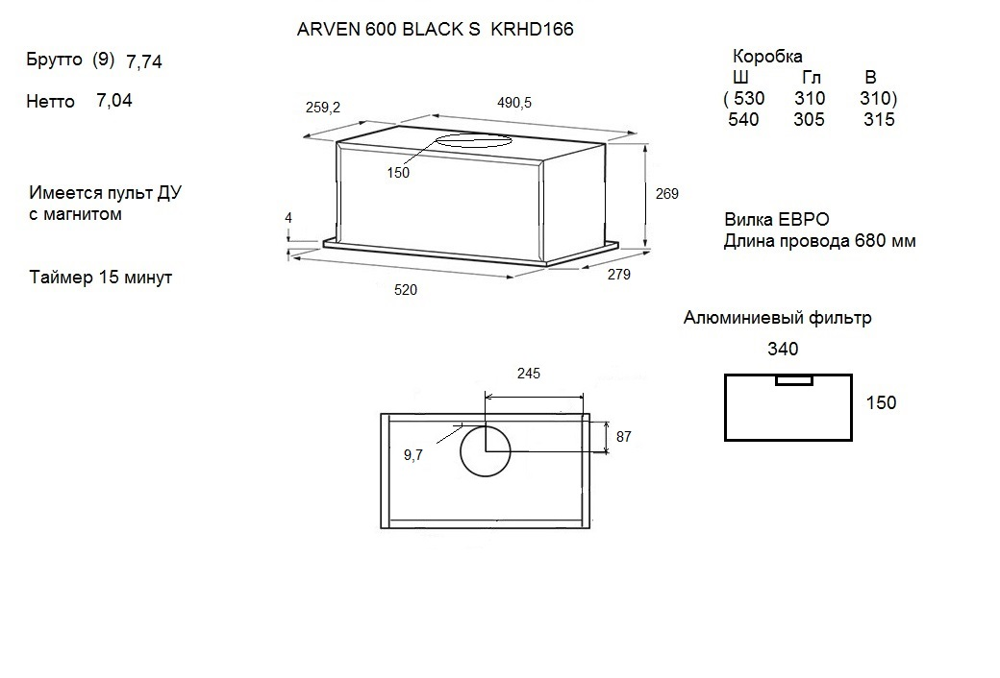 ARVEN 600 BLACK S KRHD166
Брутто (9) 7,74
Нетто 7,04
Имеется пульт ДУ
с магнитом
Таймер 15 минут
259,2
490,5
150
269
4
520
279
Коробка
Ш Гл В
( 530 310 310)
540 305 315
Вилка ЕВРО
Длина провода 680 мм
Алюминиевый фильтр
340
150
245
87
9,7